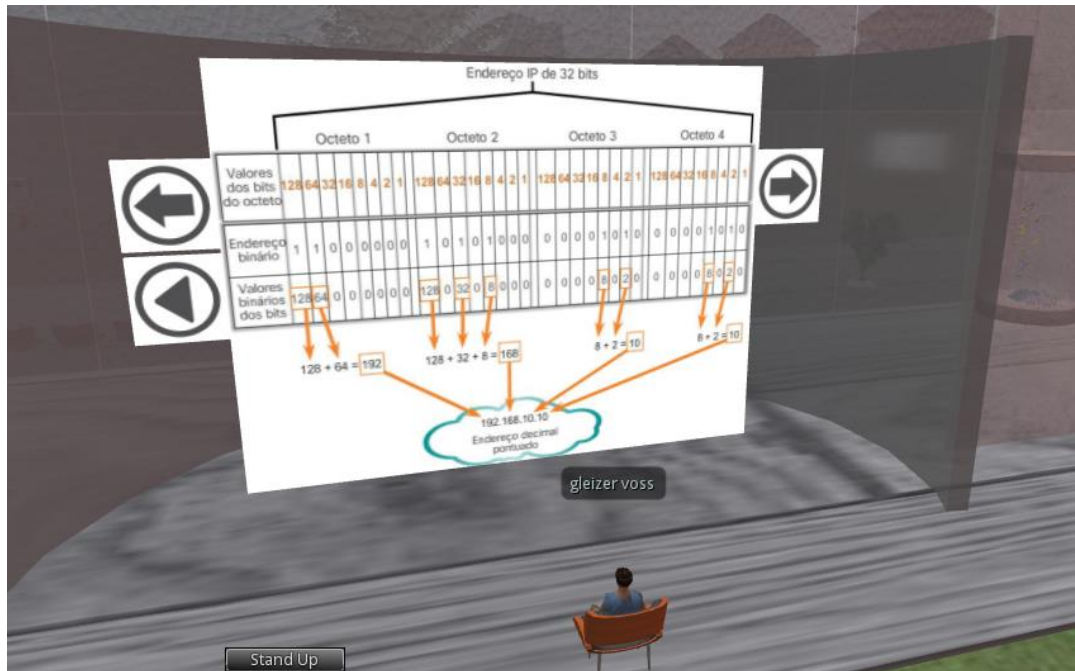 Endereço IP de 32 bits
Octeto 1 Octeto 2 Octeto 3 Octeto 4
Valores dos bits do octeto 128 64 32 16 8 4 2 1 128 64 32 16 8 4 2 1 128 64 32 16 8 4 2 1 128 64 32 16 8 4 2 1
Endereço binário 1 1 0 0 0 0 0 0 1 0 1 0 1 0 0 0 0 0 0 0 1 0 1 0 0 0 0 0 1 0 1 0
Valores binários dos bits 128 64 0 0 0 0 0 0 128 0 32 0 8 0 0 0 0 0 0 0 8 0 2 0 0 0 0 0 8 0 2 0
128 + 64 = 192 128 + 32 + 8 = 168 8 + 2 = 10 8 + 2 = 10
192.168.10.10
Endereço decimal
pontuado
gleizer voss
Stand Up